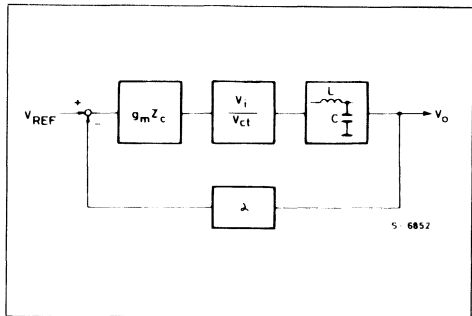 +
V_REF
-
g_m Z_c
V_i
V_ct
L
C
V_o
α
S-6852